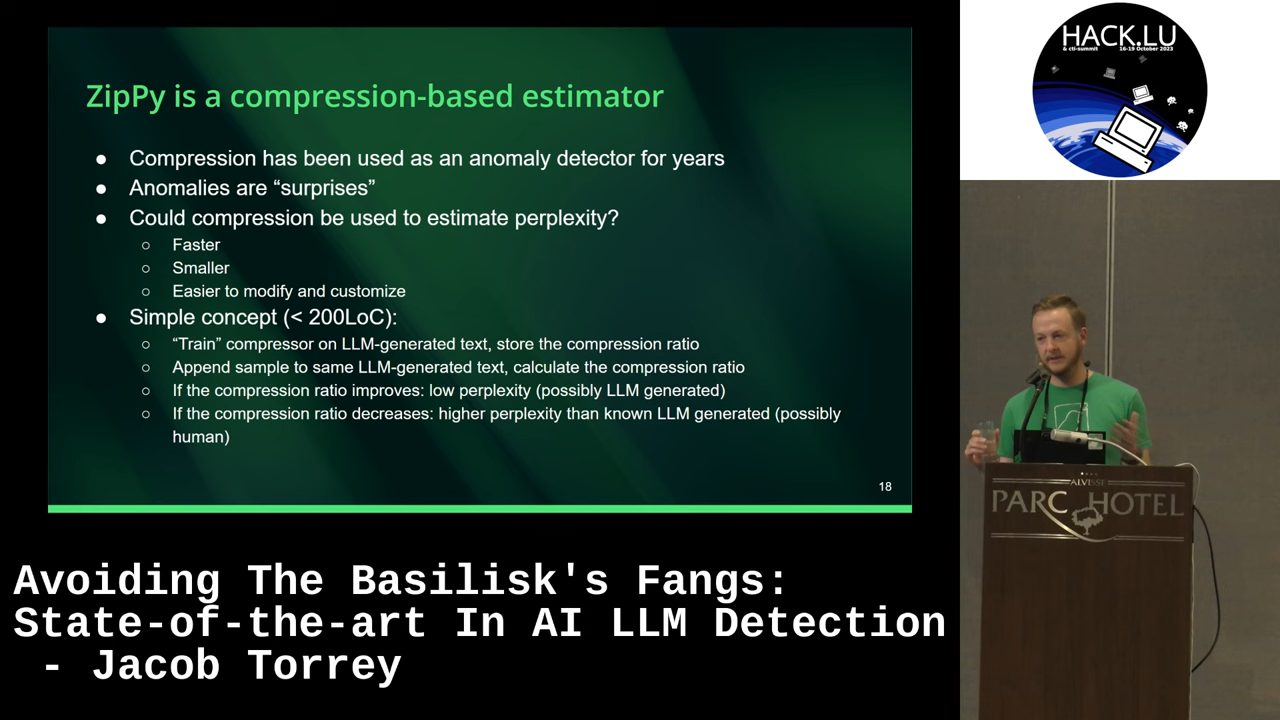 ZipPy is a compression-based estimator
● Compression has been used as an anomaly detector for years
● Anomalies are “surprises”
● Could compression be used to estimate perplexity?
○ Faster
○ Smaller
○ Easier to modify and customize
● Simple concept (< 200LoC):
○ “Train” compressor on LLM-generated text, store the compression ratio
○ Append sample to same LLM-generated text, calculate the compression ratio
○ If the compression ratio improves: low perplexity (possibly LLM generated)
○ If the compression ratio decreases: higher perplexity than known LLM generated (possibly
human)
18
HACK.LU
& cti-summit 16-19 October 2023
ALVISSE
PARC HOTEL
Avoiding The Basilisk's Fangs:
State-of-the-art In AI LLM Detection
- Jacob Torrey